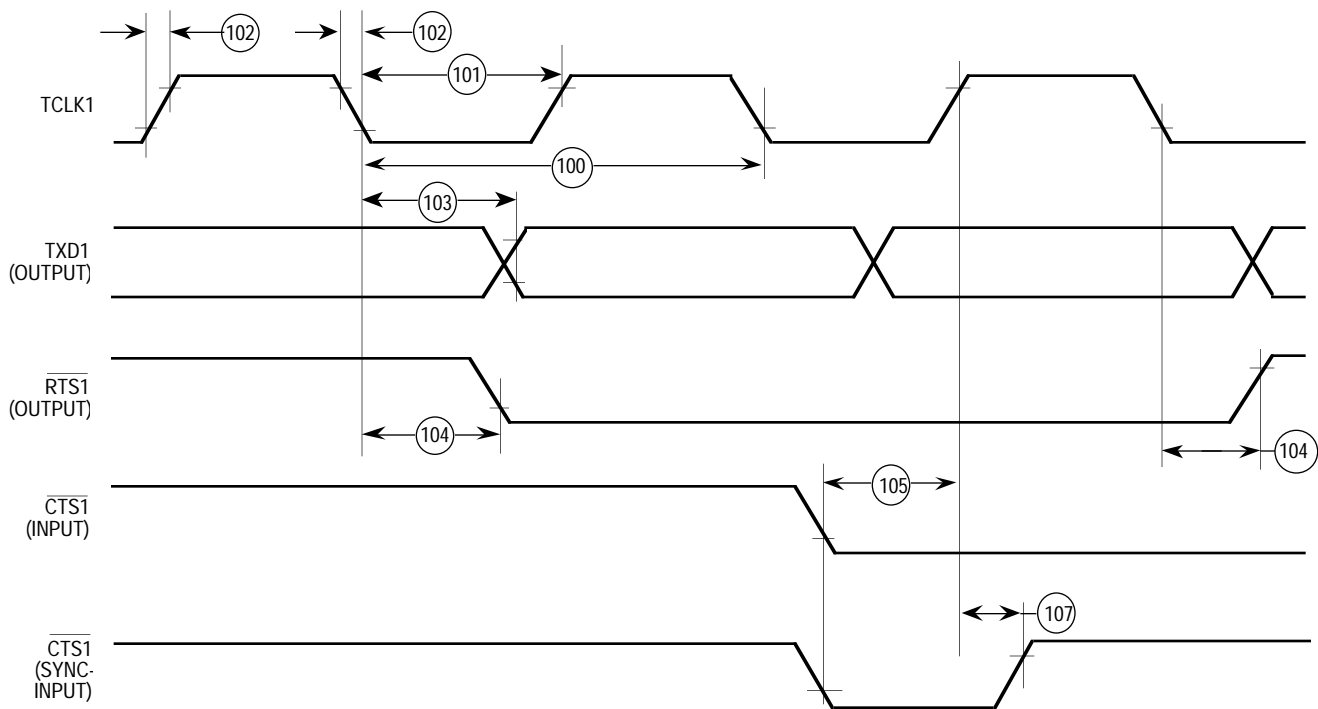 102
102
101
TCLK1
100
103
TXD1
(OUTPUT)
RTS1
(OUTPUT)
104
104
105
CTS1
(INPUT)
107
CTS1
(SYNC-
INPUT)